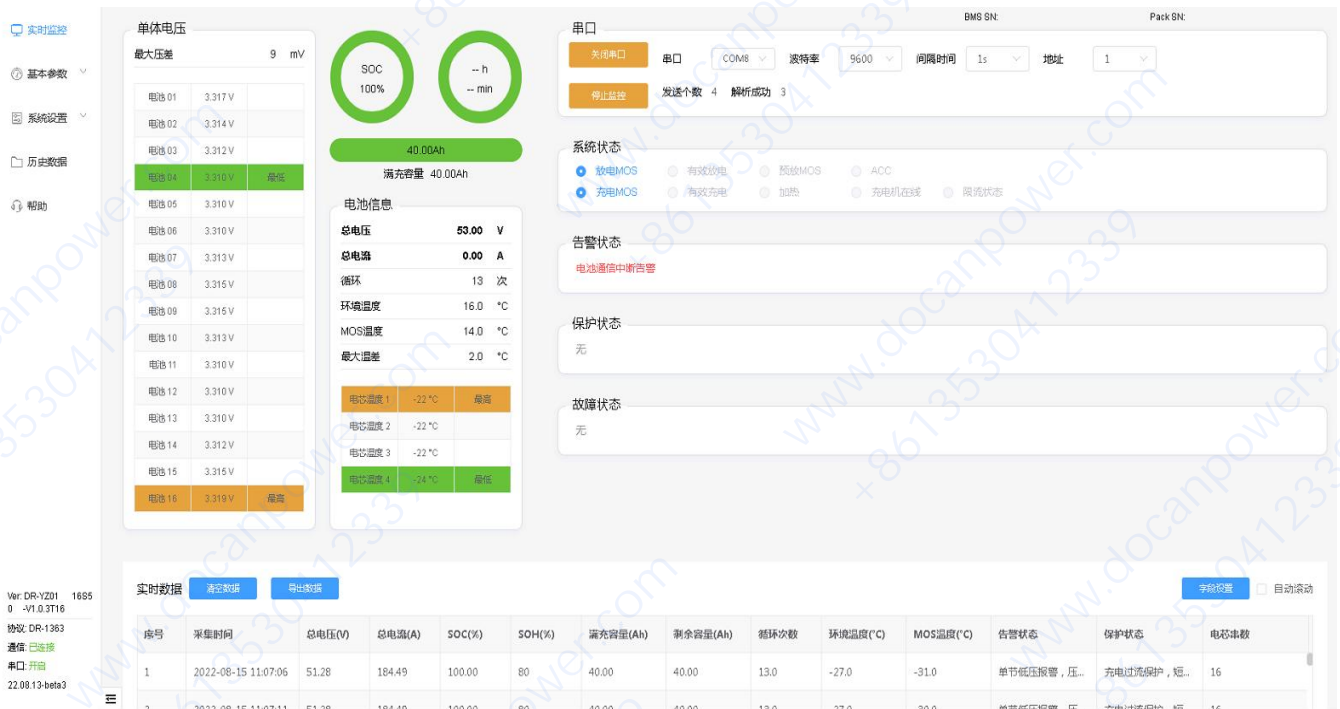 实时监控
基本参数
系统设置
历史数据
帮助
Ver: DR-YZ01 16S5
0 -V1.0.3T16
协议: DR-1363
通信: 已连接
串口: 开启
22.08.13-beta3
单体电压
最大压差 9 mV
电池 01 3.317 V
电池 02 3.314 V
电池 03 3.312 V
电池 04 3.310 V 最低
电池 05 3.310 V
电池 06 3.310 V
电池 07 3.313 V
电池 08 3.315 V
电池 09 3.315 V
电池 10 3.313 V
电池 11 3.310 V
电池 12 3.310 V
电池 13 3.310 V
电池 14 3.312 V
电池 15 3.315 V
电池 16 3.319 V 最高
SOC
100%
-- h
-- min
40.00Ah
满充容量 40.00Ah
电池信息
总电压 53.00 V
总电流 0.00 A
循环 13 次
环境温度 16.0 °C
MOS温度 14.0 °C
最大温差 2.0 °C
电芯温度 1 -22 °C 最高
电芯温度 2 -22 °C
电芯温度 3 -22 °C
电芯温度 4 -24 °C 最低
BMS SN: Pack SN:
串口
关闭串口 串口 COM8 波特率 9600 间隔时间 1s 地址 1
停止监控 发送个数 4 解析成功 3
系统状态
放电MOS 有效放电 预放MOS ACC
充电MOS 有效充电 加热 充电机在线 限流状态
告警状态
电池通信中断告警
保护状态
无
故障状态
无
实时数据 清空数据 导出数据 字段设置 自动滚动
序号 采集时间 总电压(V) 总电流(A) SOC(%) SOH(%) 满充容量(Ah) 剩余容量(Ah) 循环次数 环境温度(°C) MOS温度(°C) 告警状态 保护状态 电芯串数
1 2022-08-15 11:07:06 51.28 184.49 100.00 80 40.00 40.00 13.0 -27.0 -31.0 单节低压报警，压... 充电过流保护，短... 16
www.docanpower.com
+8613530412339